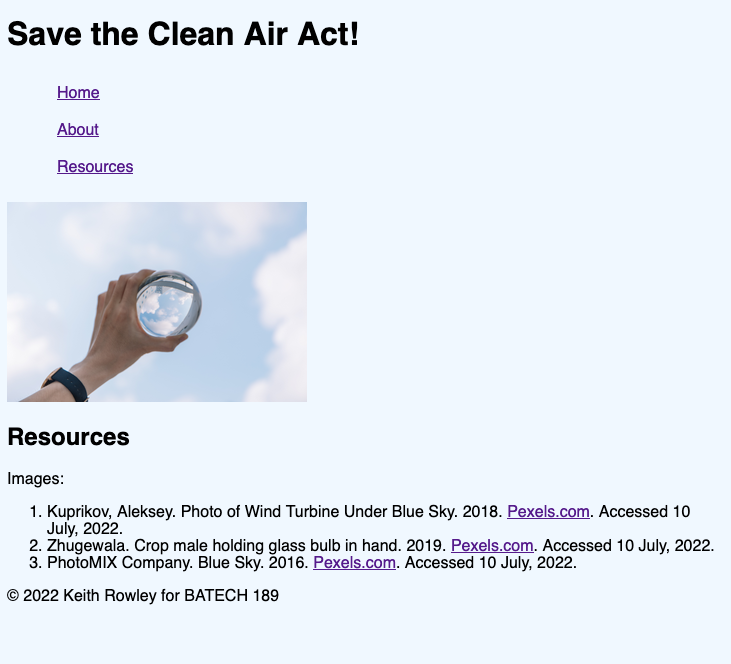 Save the Clean Air Act!
Home
About
Resources
Resources
Images:
1. Kuprikov, Aleksey. Photo of Wind Turbine Under Blue Sky. 2018. Pexels.com. Accessed 10
July, 2022.
2. Zhugewala. Crop male holding glass bulb in hand. 2019. Pexels.com. Accessed 10 July, 2022.
3. PhotoMIX Company. Blue Sky. 2016. Pexels.com. Accessed 10 July, 2022.
© 2022 Keith Rowley for BATECH 189